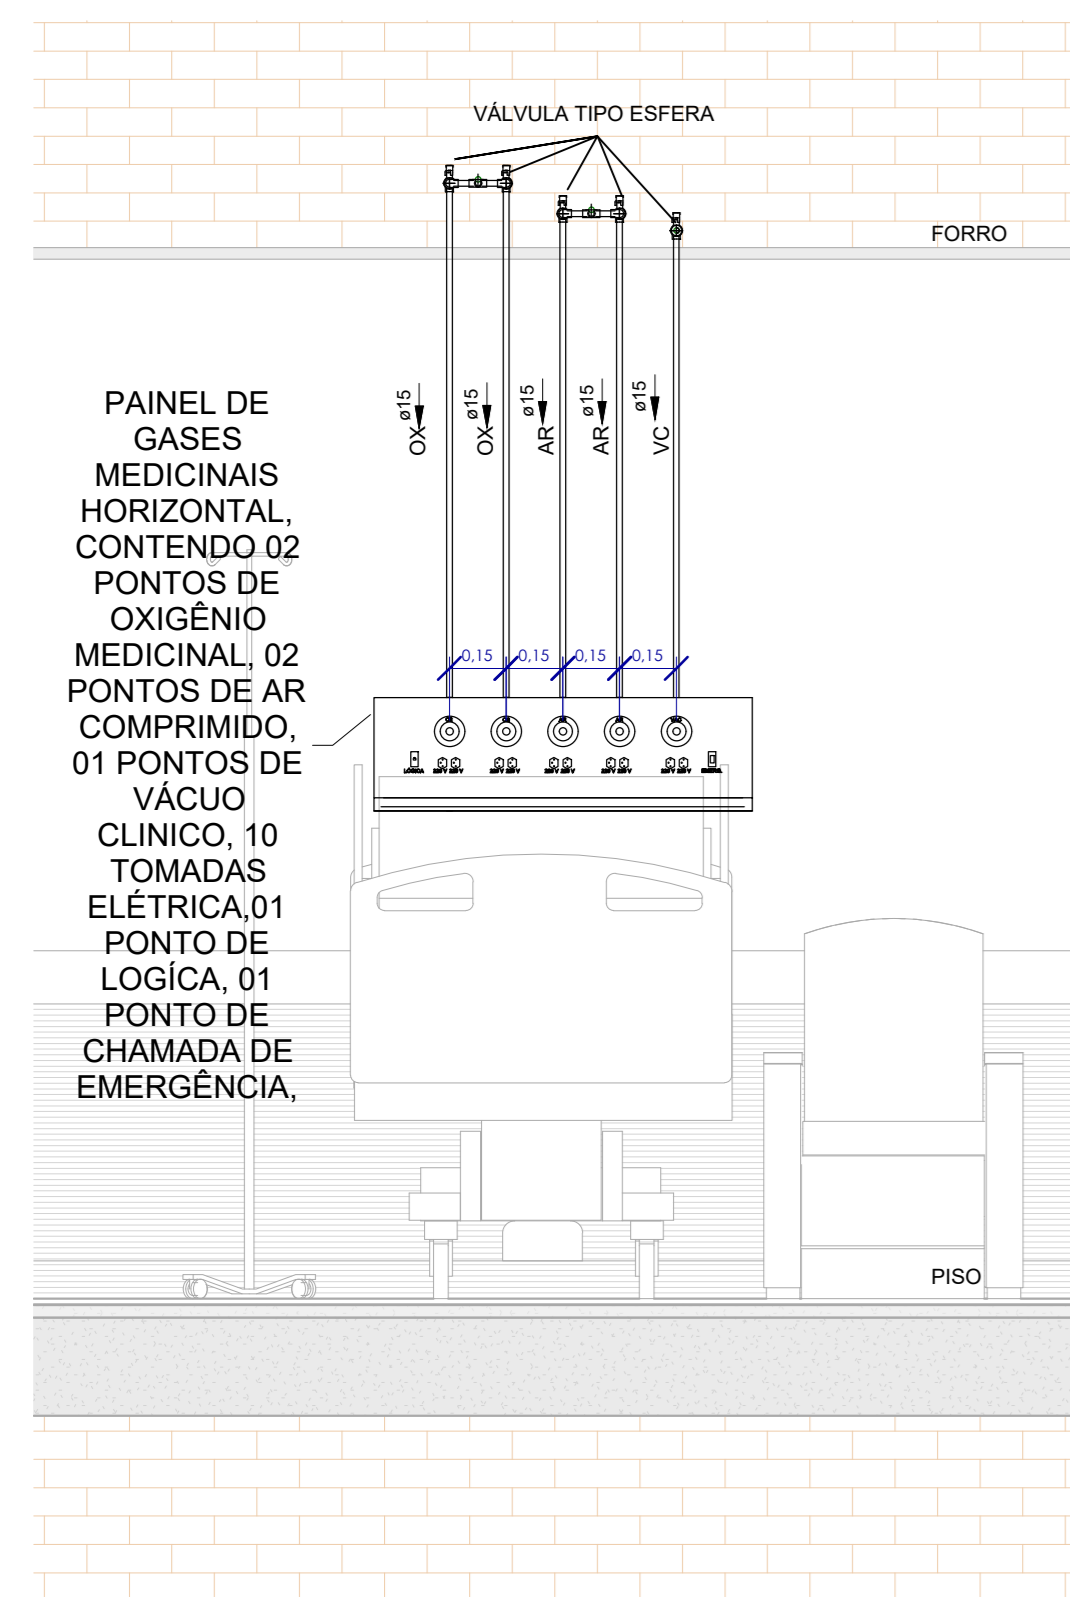 VÁLVULA TIPO ESFERA
FORRO
ø15
OX
ø15
OX
ø15
AR
ø15
AR
ø15
VC
PAINEL DE
GASES
MEDICINAIS
HORIZONTAL,
CONTENDO 02
PONTOS DE
OXIGÊNIO
MEDICINAL, 02
PONTOS DE AR
COMPRIMIDO,
01 PONTOS DE
VÁCUO
CLINICO, 10
TOMADAS
ELÉTRICA,01
PONTO DE
LOGÍCA, 01
PONTO DE
CHAMADA DE
EMERGÊNCIA,
0,15 0,15 0,15 0,15
LÓGICA
PISO